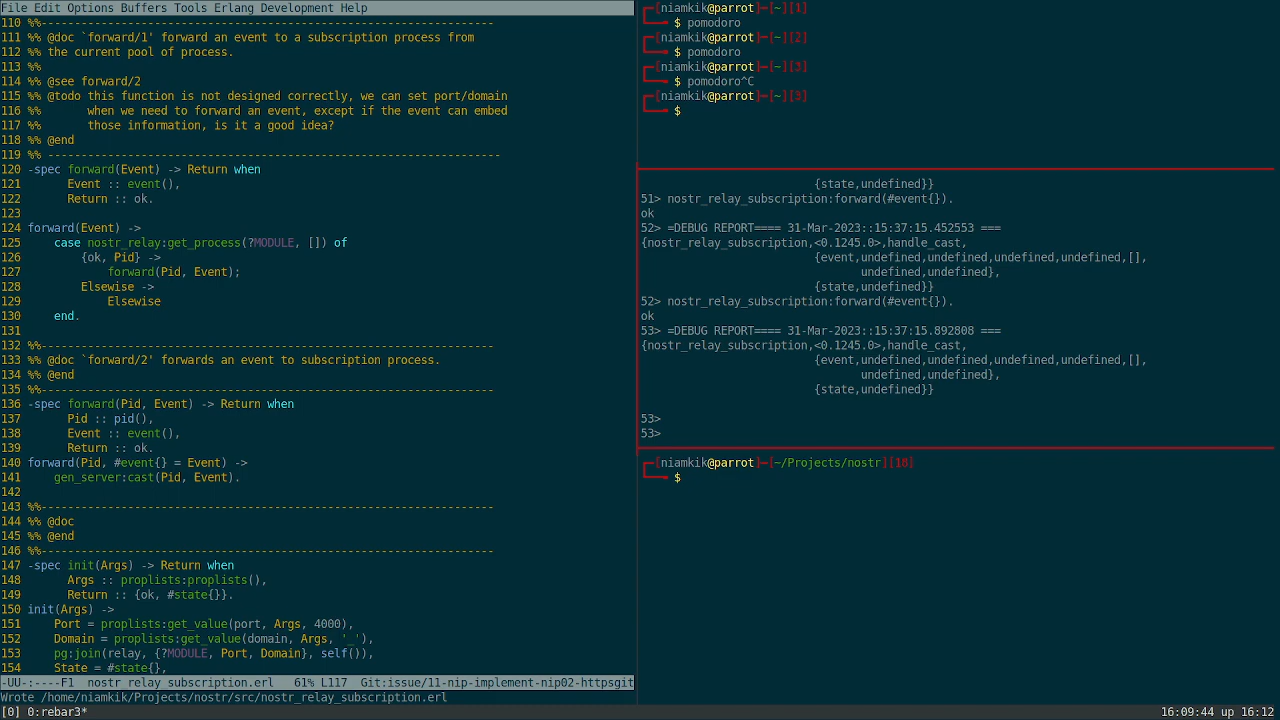 File Edit Options Buffers Tools Erlang Development Help
110 %%--------------------------------------------------------------------
111 %% @doc `forward/1' forward an event to a subscription process from
112 %% the current pool of process.
113 %%
114 %% @see forward/2
115 %% @todo this function is not designed correctly, we can set port/domain
116 %%       when we need to forward an event, except if the event can embed
117 %%       those information, is it a good idea?
118 %% @end
119 %% --------------------------------------------------------------------
120 -spec forward(Event) -> Return when
121       Event :: event(),
122       Return :: ok.
123
124 forward(Event) ->
125     case nostr_relay:get_process(?MODULE, []) of
126         {ok, Pid} ->
127             forward(Pid, Event);
128         Elsewise ->
129             Elsewise
130     end.
131
132 %%--------------------------------------------------------------------
133 %% @doc `forward/2' forwards an event to subscription process.
134 %% @end
135 %%--------------------------------------------------------------------
136 -spec forward(Pid, Event) -> Return when
137       Pid :: pid(),
138       Event :: event(),
139       Return :: ok.
140 forward(Pid, #event{} = Event) ->
141     gen_server:cast(Pid, Event).
142
143 %%--------------------------------------------------------------------
144 %% @doc
145 %% @end
146 %%--------------------------------------------------------------------
147 -spec init(Args) -> Return when
148       Args :: proplists:proplists(),
149       Return :: {ok, #state{}}.
150 init(Args) ->
151     Port = proplists:get_value(port, Args, 4000),
152     Domain = proplists:get_value(domain, Args, '_'),
153     pg:join(relay, {?MODULE, Port, Domain}, self()),
154     State = #state{},
-UU-:----F1  nostr_relay_subscription.erl   61% L117  Git:issue/11-nip-implement-nip02-httpsgit
Wrote /home/niamkik/Projects/nostr/src/nostr_relay_subscription.erl
[niamkik@parrot]─[~][1]
$ pomodoro
[niamkik@parrot]─[~][2]
$ pomodoro
[niamkik@parrot]─[~][3]
$ pomodoro^C
[niamkik@parrot]─[~][3]
$
{state,undefined}}
51> nostr_relay_subscription:forward(#event{}).
ok
52> =DEBUG REPORT==== 31-Mar-2023::15:37:15.452553 ===
{nostr_relay_subscription,<0.1245.0>,handle_cast,
{event,undefined,undefined,undefined,undefined,[],
undefined,undefined},
{state,undefined}}
52> nostr_relay_subscription:forward(#event{}).
ok
53> =DEBUG REPORT==== 31-Mar-2023::15:37:15.892808 ===
{nostr_relay_subscription,<0.1245.0>,handle_cast,
{event,undefined,undefined,undefined,undefined,[],
undefined,undefined},
{state,undefined}}
53>
53>
[niamkik@parrot]─[~/Projects/nostr][18]
$
[0] 0:rebar3*
16:09:44 up 16:12